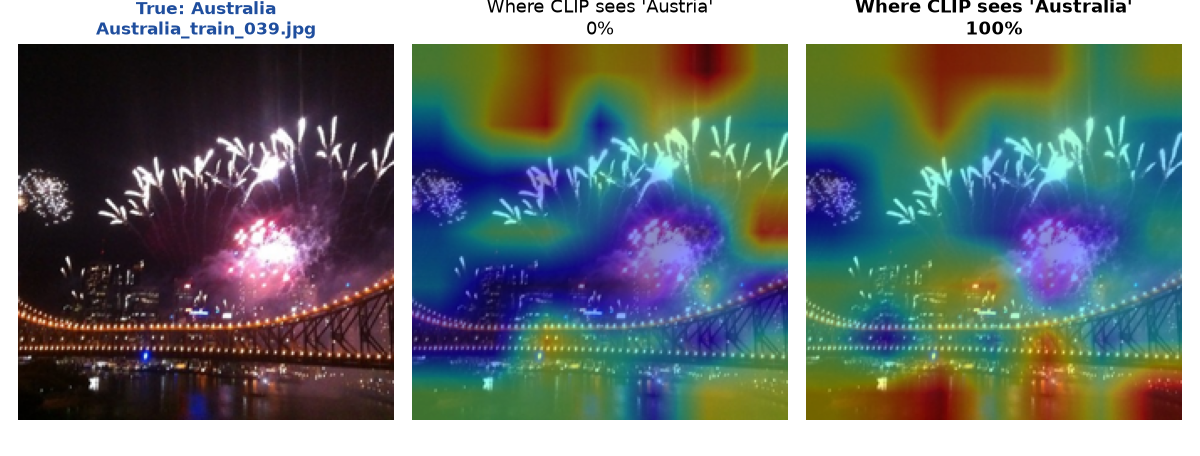 True: Australia
Australia_train_039.jpg
Where CLIP sees 'Austria'
0%
Where CLIP sees 'Australia'
100%